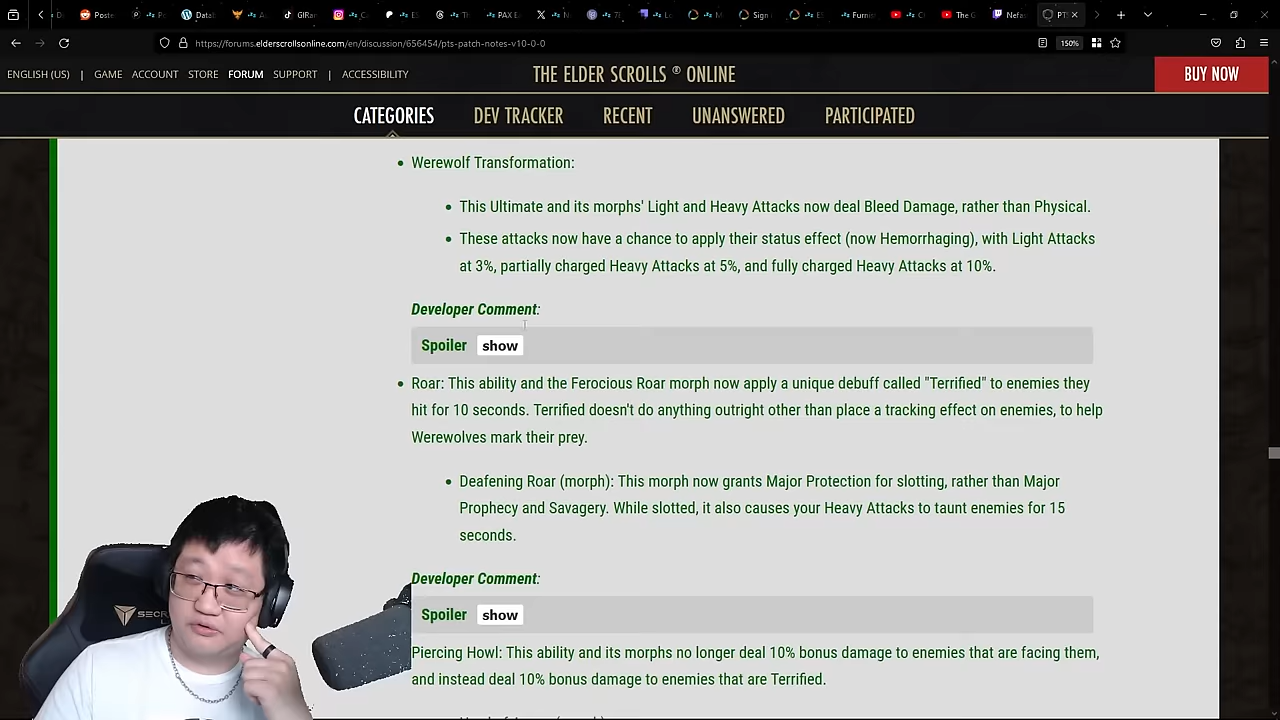 https://forums.elderscrollsonline.com/en/discussion/656454/pts-patch-notes-v10-0-0
150%
ENGLISH (US) | GAME ACCOUNT STORE FORUM SUPPORT | ACCESSIBILITY
THE ELDER SCROLLS ® ONLINE
BUY NOW
CATEGORIES DEV TRACKER RECENT UNANSWERED PARTICIPATED
Werewolf Transformation:
This Ultimate and its morphs' Light and Heavy Attacks now deal Bleed Damage, rather than Physical.
These attacks now have a chance to apply their status effect (now Hemorrhaging), with Light Attacks
at 3%, partially charged Heavy Attacks at 5%, and fully charged Heavy Attacks at 10%.
Developer Comment:
Spoiler show
Roar: This ability and the Ferocious Roar morph now apply a unique debuff called "Terrified" to enemies they
hit for 10 seconds. Terrified doesn't do anything outright other than place a tracking effect on enemies, to help
Werewolves mark their prey.
Deafening Roar (morph): This morph now grants Major Protection for slotting, rather than Major
Prophecy and Savagery. While slotted, it also causes your Heavy Attacks to taunt enemies for 15
seconds.
Developer Comment:
Spoiler show
Piercing Howl: This ability and its morphs no longer deal 10% bonus damage to enemies that are facing them,
and instead deal 10% bonus damage to enemies that are Terrified.